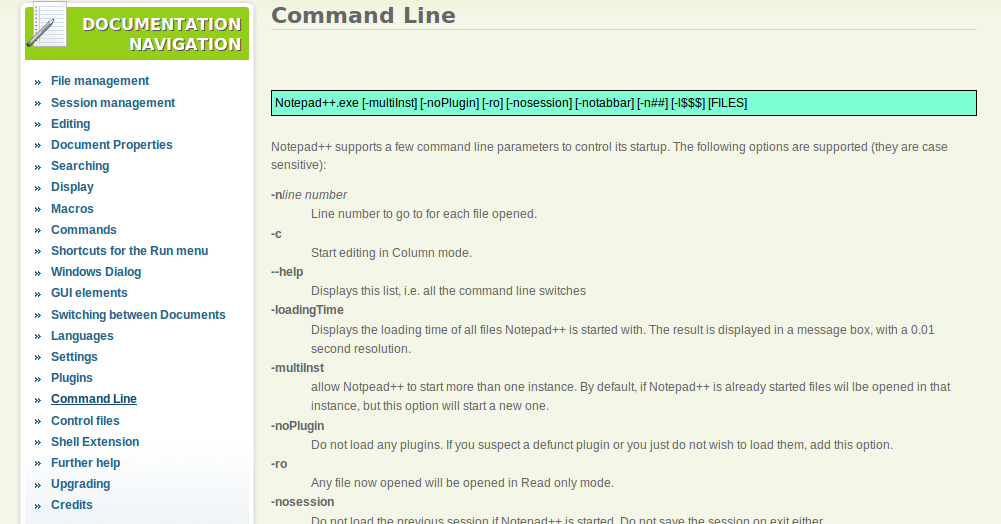 DOCUMENTATION
NAVIGATION
File management
Session management
Editing
Document Properties
Searching
Display
Macros
Commands
Shortcuts for the Run menu
Windows Dialog
GUI elements
Switching between Documents
Languages
Settings
Plugins
Command Line
Control files
Shell Extension
Further help
Upgrading
Credits
Command Line
Notepad++.exe [-multiInst] [-noPlugin] [-ro] [-nosession] [-notabbar] [-n##] [-l$$$] [FILES]
Notepad++ supports a few command line parameters to control its startup. The following options are supported (they are case
sensitive):
-nline number
Line number to go to for each file opened.
-c
Start editing in Column mode.
--help
Displays this list, i.e. all the command line switches
-loadingTime
Displays the loading time of all files Notepad++ is started with. The result is displayed in a message box, with a 0.01
second resolution.
-multiInst
allow Notpead++ to start more than one instance. By default, if Notepad++ is already started files wil lbe opened in that
instance, but this option will start a new one.
-noPlugin
Do not load any plugins. If you suspect a defunct plugin or you just do not wish to load them, add this option.
-ro
Any file now opened will be opened in Read only mode.
-nosession
Do not load the previous session if Notepad++ is started. Do not save the session on exit either